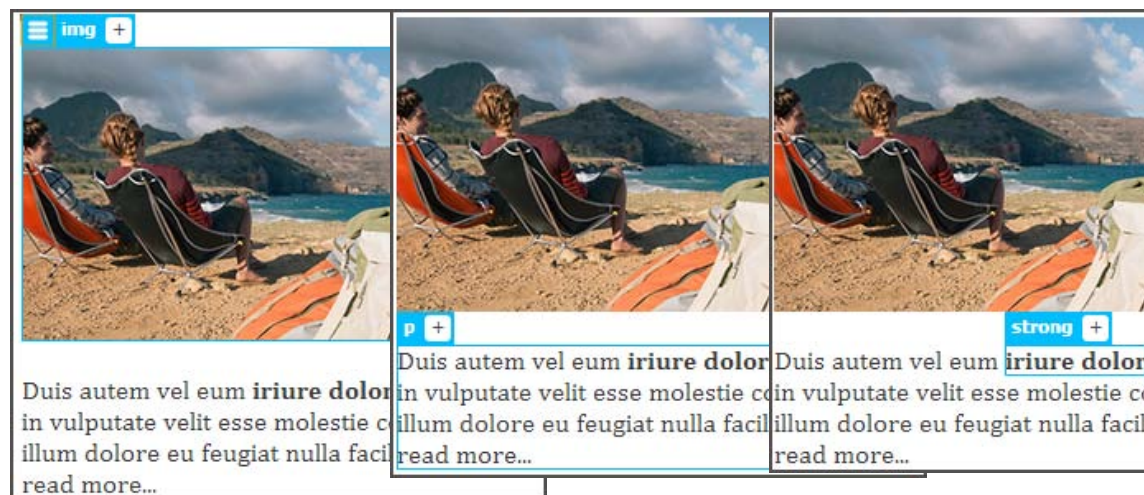 img +
Duis autem vel eum iriure dolor
in vulputate velit esse molestie
illum dolore eu feugiat nulla facil
read more...
p +
Duis autem vel eum iriure dolor
in vulputate velit esse molestie
illum dolore eu feugiat nulla facil
read more...
strong +
Duis autem vel eum iriure dolor
in vulputate velit esse molestie
illum dolore eu feugiat nulla facil
read more...